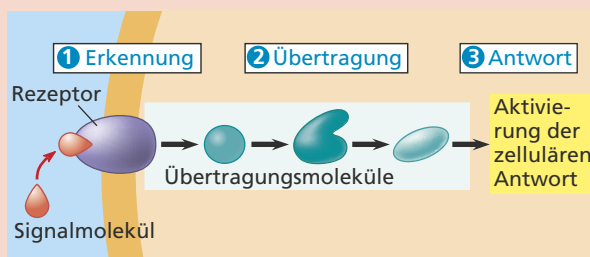 1 Erkennung
2 Übertragung
3 Antwort
Rezeptor
Signalmolekül
Übertragungsmoleküle
Aktivie-
rung der
zellulären
Antwort